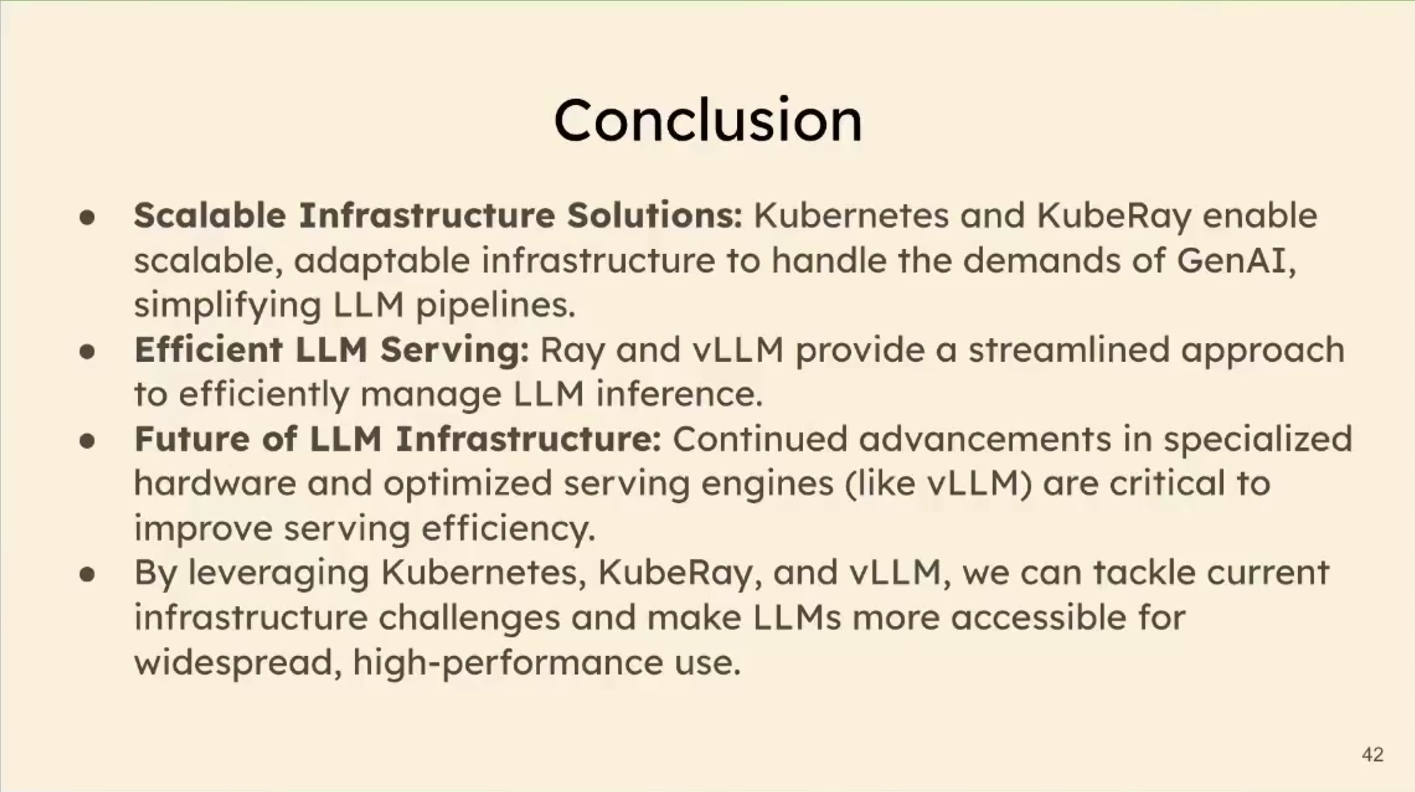 Conclusion
● Scalable Infrastructure Solutions: Kubernetes and KubeRay enable
scalable, adaptable infrastructure to handle the demands of GenAI,
simplifying LLM pipelines.
● Efficient LLM Serving: Ray and vLLM provide a streamlined approach
to efficiently manage LLM inference.
● Future of LLM Infrastructure: Continued advancements in specialized
hardware and optimized serving engines (like vLLM) are critical to
improve serving efficiency.
● By leveraging Kubernetes, KubeRay, and vLLM, we can tackle current
infrastructure challenges and make LLMs more accessible for
widespread, high-performance use.
42